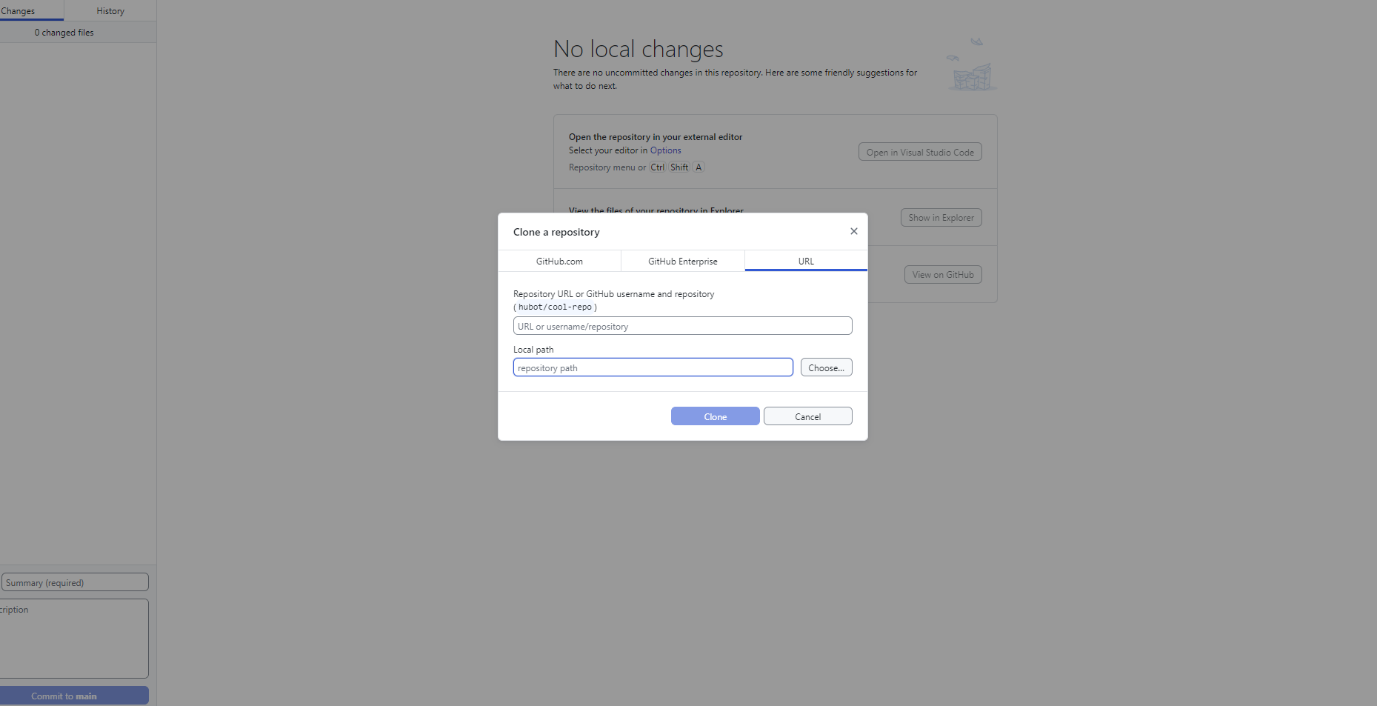 Changes
History
0 changed files
No local changes
There are no uncommitted changes in this repository. Here are some friendly suggestions for
what to do next.
Open the repository in your external editor
Select your editor in Options
Repository menu or Ctrl Shift A
Open in Visual Studio Code
View the files of your repository in Explorer
Show in Explorer
View on GitHub
Clone a repository
GitHub.com
GitHub Enterprise
URL
Repository URL or GitHub username and repository
(hubot/cool-repo)
URL or username/repository
Local path
repository path
Choose...
Clone
Cancel
Summary (required)
cription
Commit to main